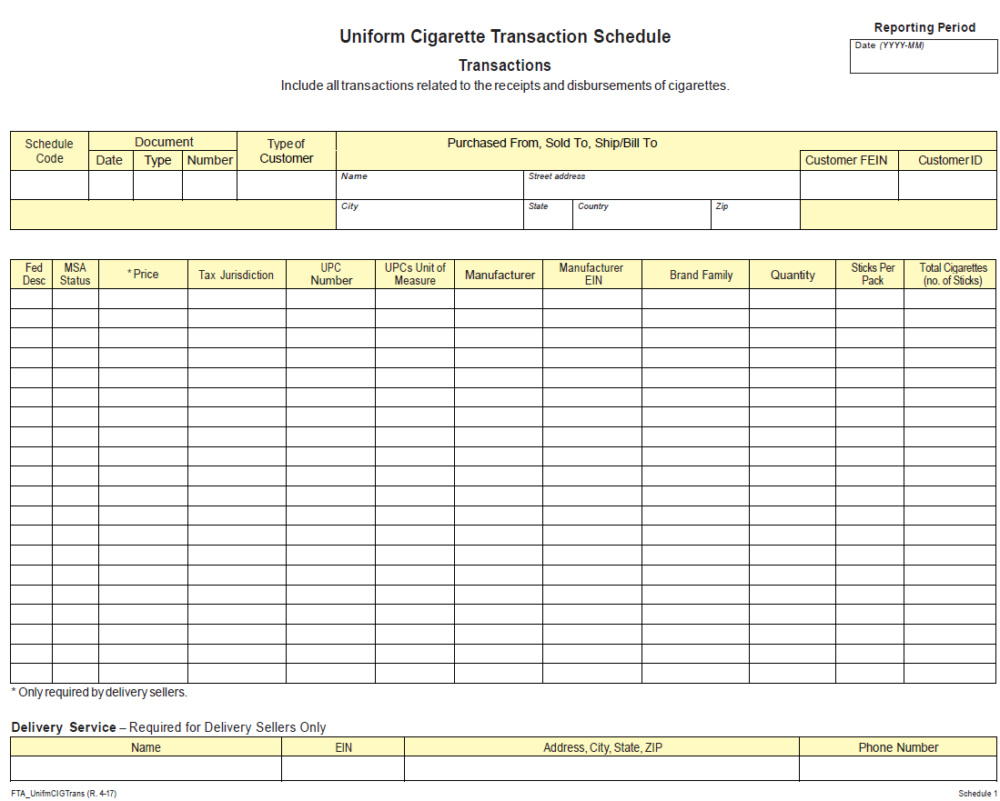 Uniform Cigarette Transaction Schedule
Reporting Period
Date (YYYY-MM)
Transactions
Include all transactions related to the receipts and disbursements of cigarettes.
Schedule Code
Document
Date
Type
Number
Type of Customer
Purchased From, Sold To, Ship/Bill To
Customer FEIN
Customer ID
Name
Street address
City
State
Country
Zip
Fed Desc
MSA Status
* Price
Tax Jurisdiction
UPC Number
UPCs Unit of Measure
Manufacturer
Manufacturer EIN
Brand Family
Quantity
Sticks Per Pack
Total Cigarettes (no. of Sticks)
* Only required by delivery sellers.
Delivery Service – Required for Delivery Sellers Only
Name
EIN
Address, City, State, ZIP
Phone Number
FTA_UnifmCIGTrans (R. 4-17)
Schedule 1